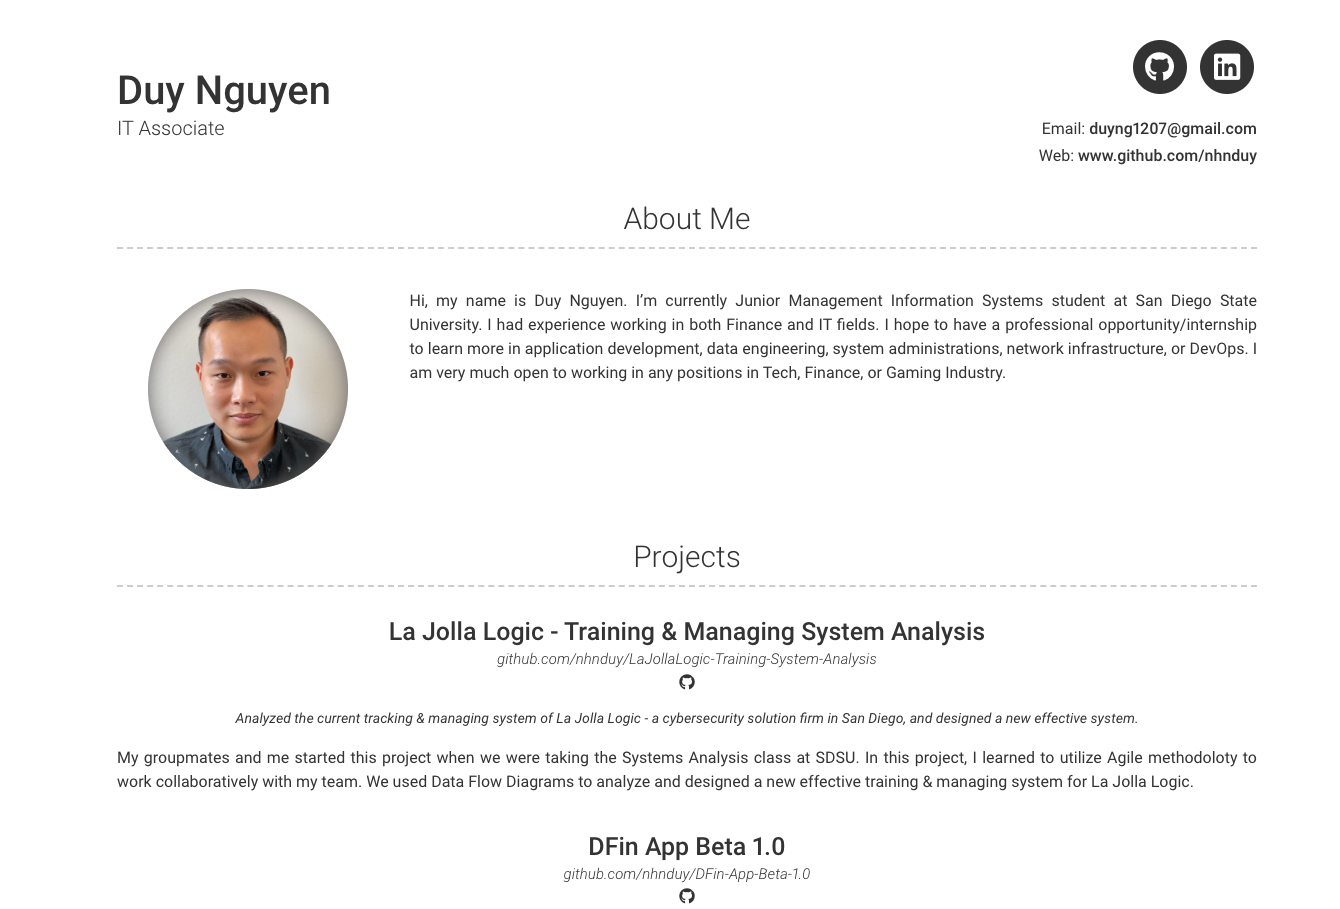 Duy Nguyen
IT Associate
Email: duyng1207@gmail.com
Web: www.github.com/nhnduy
About Me
Hi, my name is Duy Nguyen. I’m currently Junior Management Information Systems student at San Diego State
University. I had experience working in both Finance and IT fields. I hope to have a professional opportunity/internship
to learn more in application development, data engineering, system administrations, network infrastructure, or DevOps. I
am very much open to working in any positions in Tech, Finance, or Gaming Industry.
Projects
La Jolla Logic - Training & Managing System Analysis
github.com/nhnduy/LaJollaLogic-Training-System-Analysis
Analyzed the current tracking & managing system of La Jolla Logic - a cybersecurity solution firm in San Diego, and designed a new effective system.
My groupmates and me started this project when we were taking the Systems Analysis class at SDSU. In this project, I learned to utilize Agile methodoloty to
work collaboratively with my team. We used Data Flow Diagrams to analyze and designed a new effective training & managing system for La Jolla Logic.
DFin App Beta 1.0
github.com/nhnduy/DFin-App-Beta-1.0